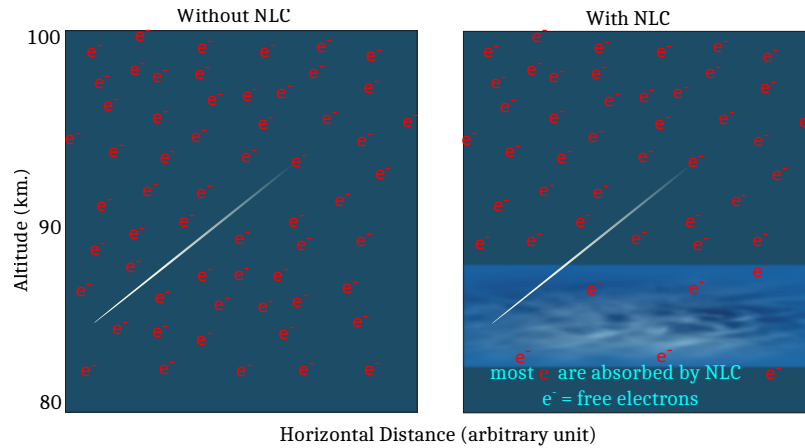 Without NLC
With NLC
100
90
80
Altitude (km.)
most e⁻ are absorbed by NLC
e⁻ = free electrons
Horizontal Distance (arbitrary unit)
e⁻ e⁻ e⁻ e⁻ e⁻ e⁻ e⁻ e⁻ e⁻ e⁻